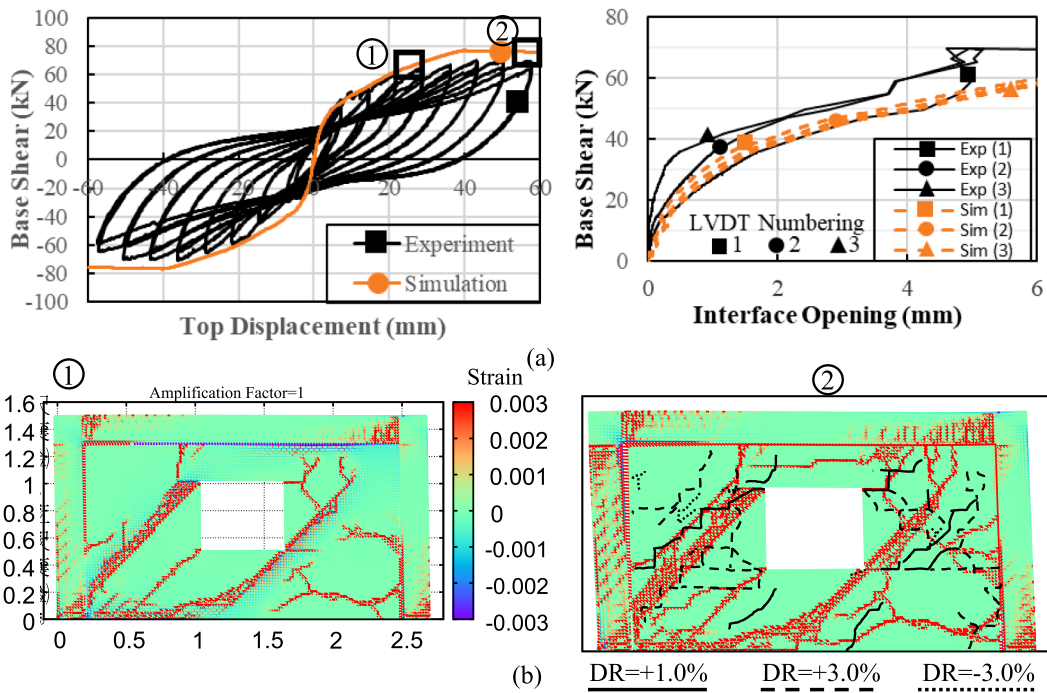 100
80
60
40
20
0
-20
-40
-60
-80
-100
-60
-40
-20
0
20
40
60
Base Shear (kN)
Top Displacement (mm)
1
2
Experiment
Simulation
80
60
40
20
0
0
2
4
6
Base Shear (kN)
Interface Opening (mm)
LVDT Numbering
1 2 3
Exp (1)
Exp (2)
Exp (3)
Sim (1)
Sim (2)
Sim (3)
(a)
1
Amplification Factor=1
Strain
1.6
1.4
1.2
1
0.8
0.6
0.4
0.2
0
0 0.5 1 1.5 2 2.5
0.003
0.002
0.001
0
-0.001
-0.002
-0.003
2
(b)
DR=+1.0% DR=+3.0% DR=-3.0%